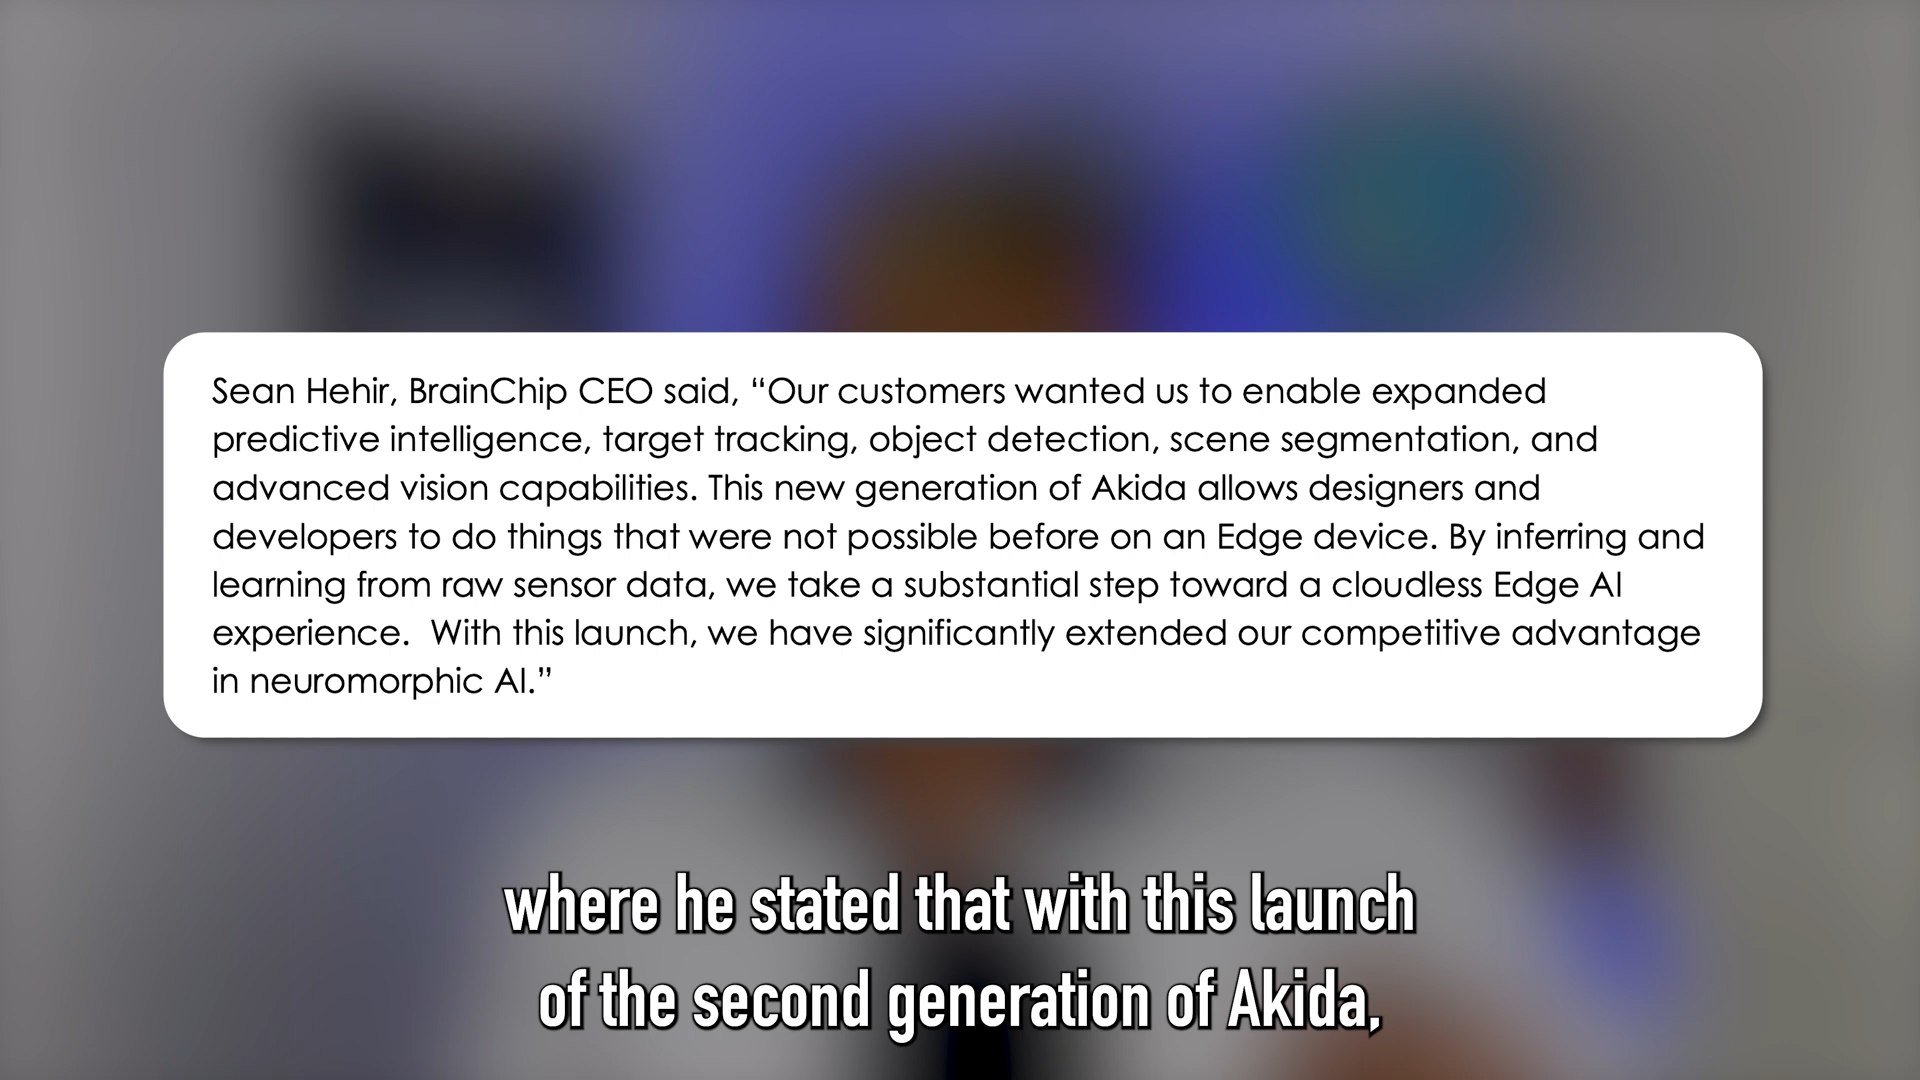 Sean Hehir, BrainChip CEO said, “Our customers wanted us to enable expanded
predictive intelligence, target tracking, object detection, scene segmentation, and
advanced vision capabilities. This new generation of Akida allows designers and
developers to do things that were not possible before on an Edge device. By inferring and
learning from raw sensor data, we take a substantial step toward a cloudless Edge AI
experience.  With this launch, we have significantly extended our competitive advantage
in neuromorphic AI.”
where he stated that with this launch
of the second generation of Akida,